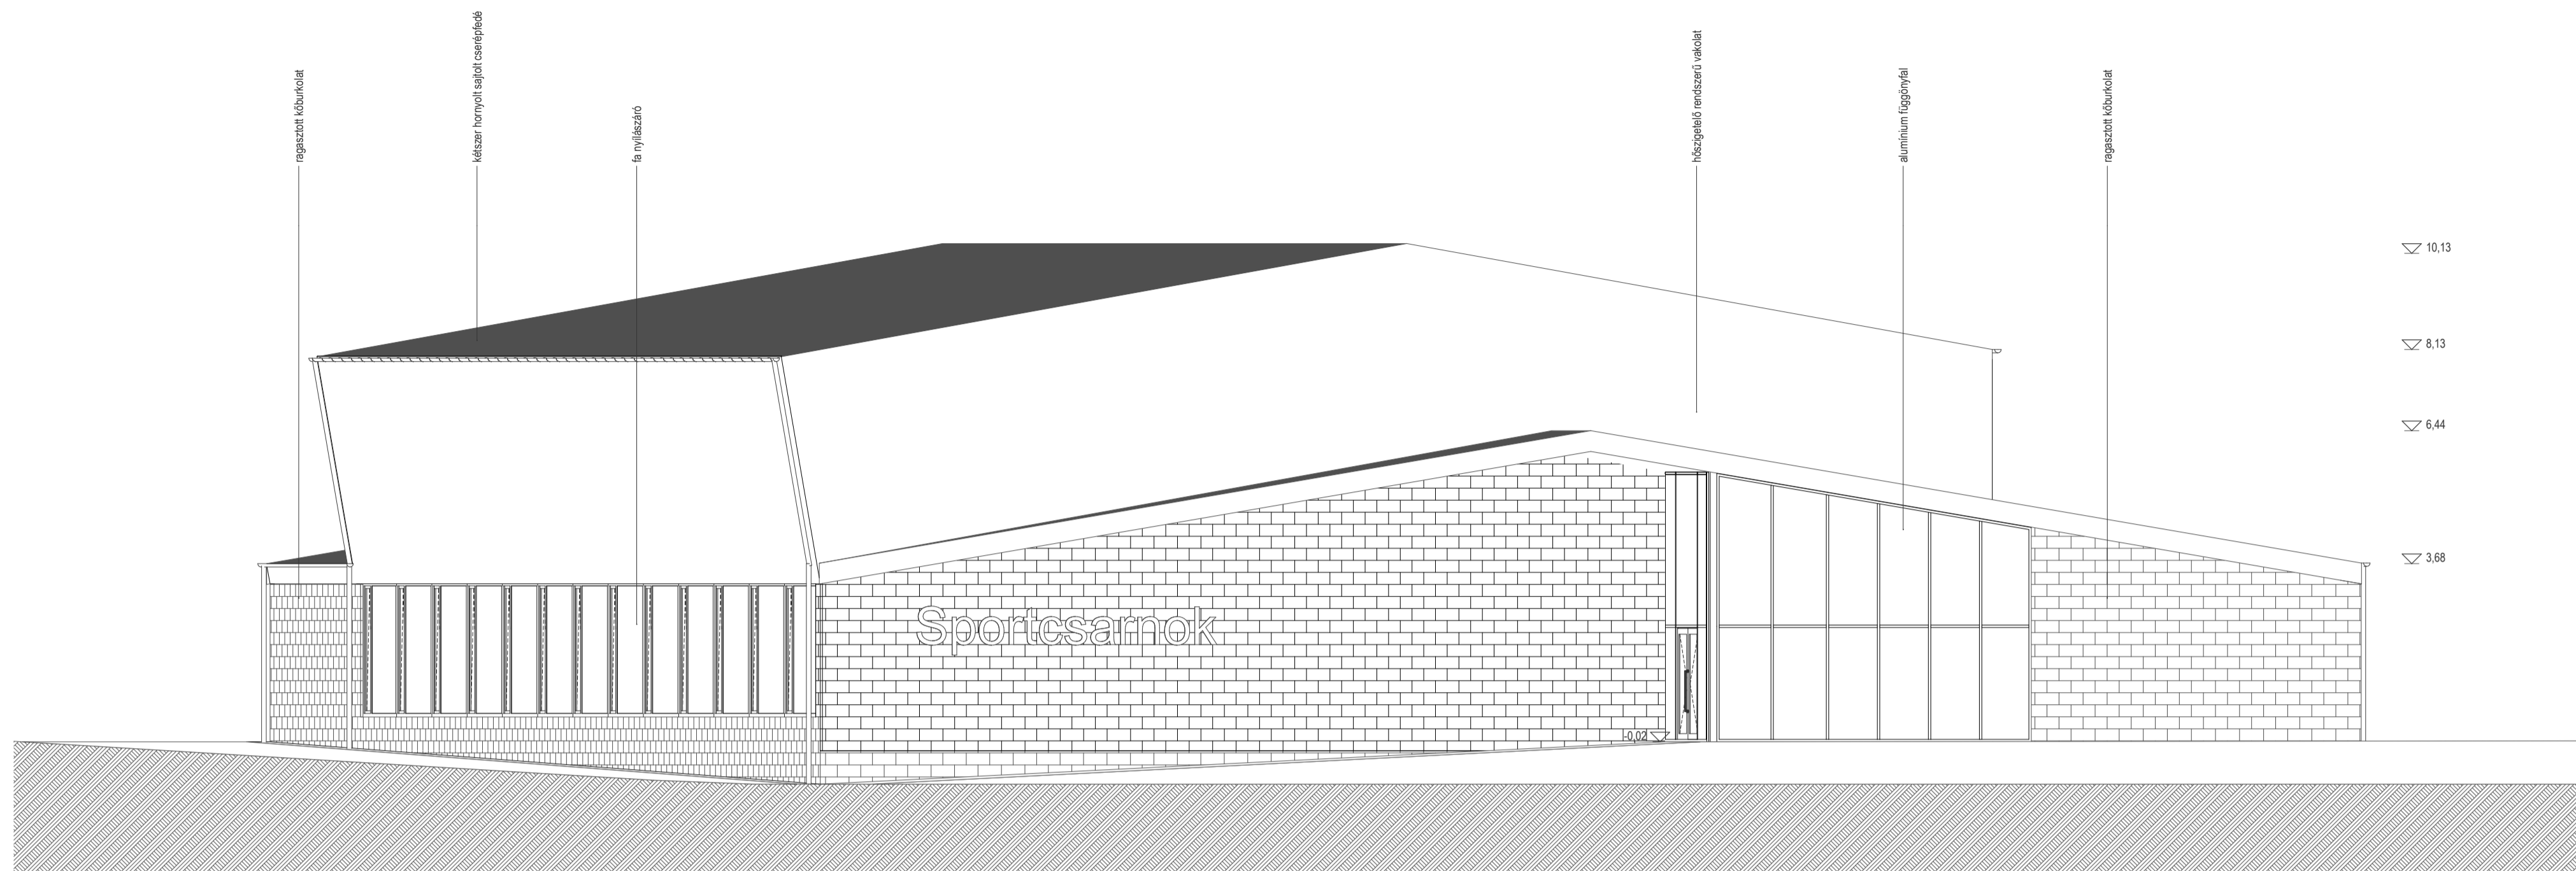 ragasztott kőburkolat
kétszer hornyolt sajtolt cserépfedé
fa nyílászáró
hőszigetelő rendszerű vakolat
alumínium függönyfal
ragasztott kőburkolat
10,13
8,13
6,44
3,68
Sportcsarnok
-0,02